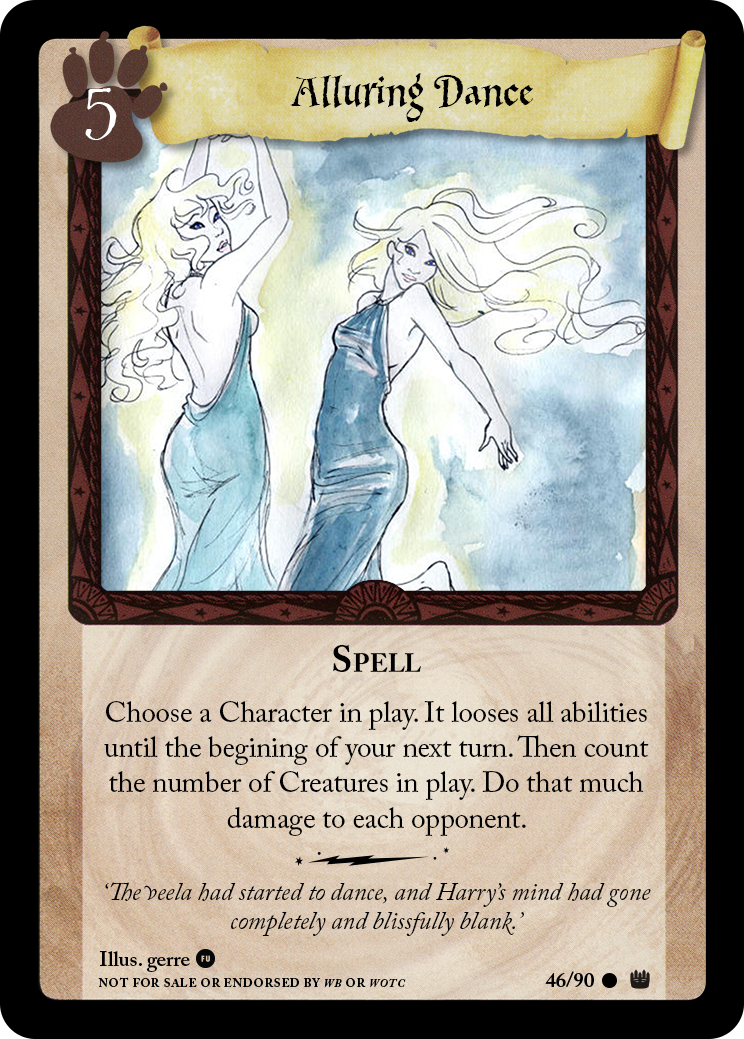 5
Alluring Dance
Spell
Choose a Character in play. It looses all abilities
until the begining of your next turn. Then count
the number of Creatures in play. Do that much
damage to each opponent.
‘The veela had started to dance, and Harry’s mind had gone
completely and blissfully blank.’
Illus. gerre FU
NOT FOR SALE OR ENDORSED BY WB OR WOTC
46/90